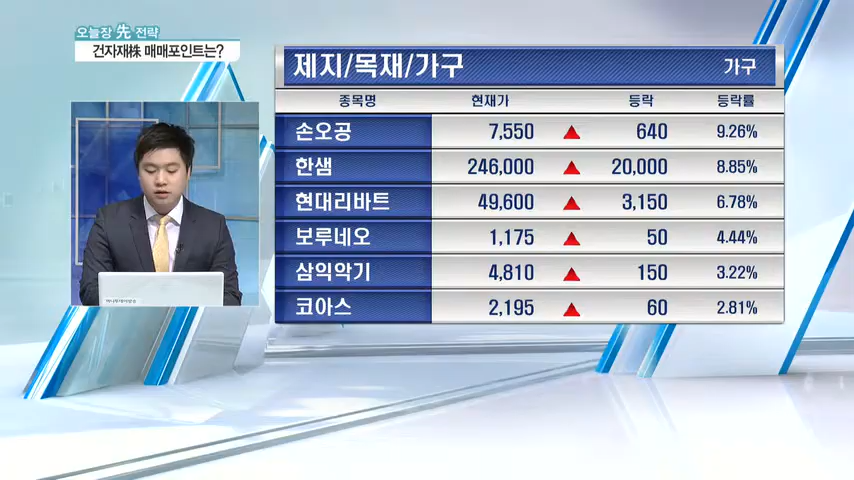 오늘장 先 전략
건자재株 매매포인트는?
제지/목재/가구 가구
종목명 현재가 등락 등락률
손오공 7,550 ▲ 640 9.26%
한샘 246,000 ▲ 20,000 8.85%
현대리바트 49,600 ▲ 3,150 6.78%
보루네오 1,175 ▲ 50 4.44%
삼익악기 4,810 ▲ 150 3.22%
코아스 2,195 ▲ 60 2.81%